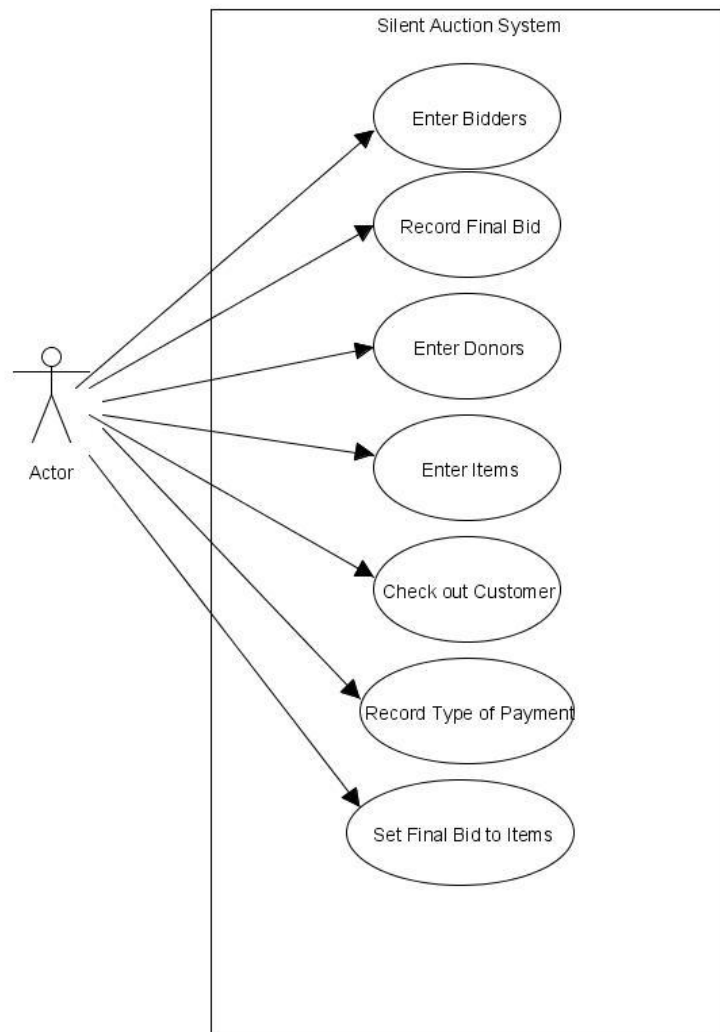 Silent Auction System
Enter Bidders
Record Final Bid
Enter Donors
Enter Items
Actor
Check out Customer
Record Type of Payment
Set Final Bid to Items